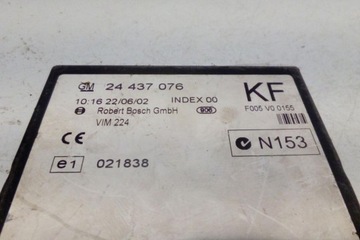 GM 24 437 076
KF
10:16 22/06/02 INDEX 00
F005 V0 0155
Robert Bosch GmbH
VIM 224
CE
N153
e1 021838